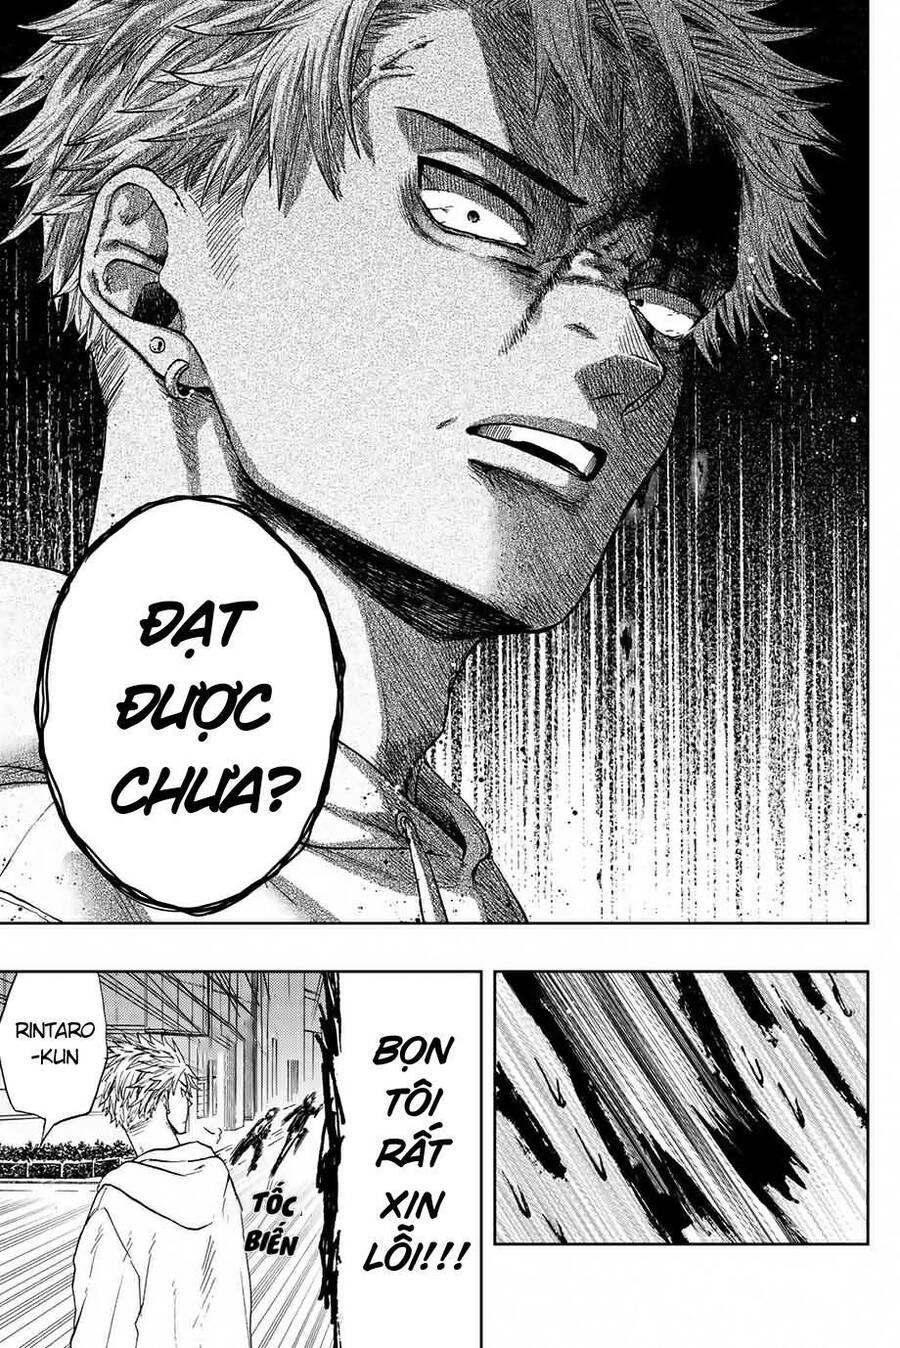 ĐẠT
ĐƯỢC
CHƯA?
BỌN
TÔI
RẤT
XIN
LỖI!!!
TỐC
BIẾN
RINTARO
-KUN